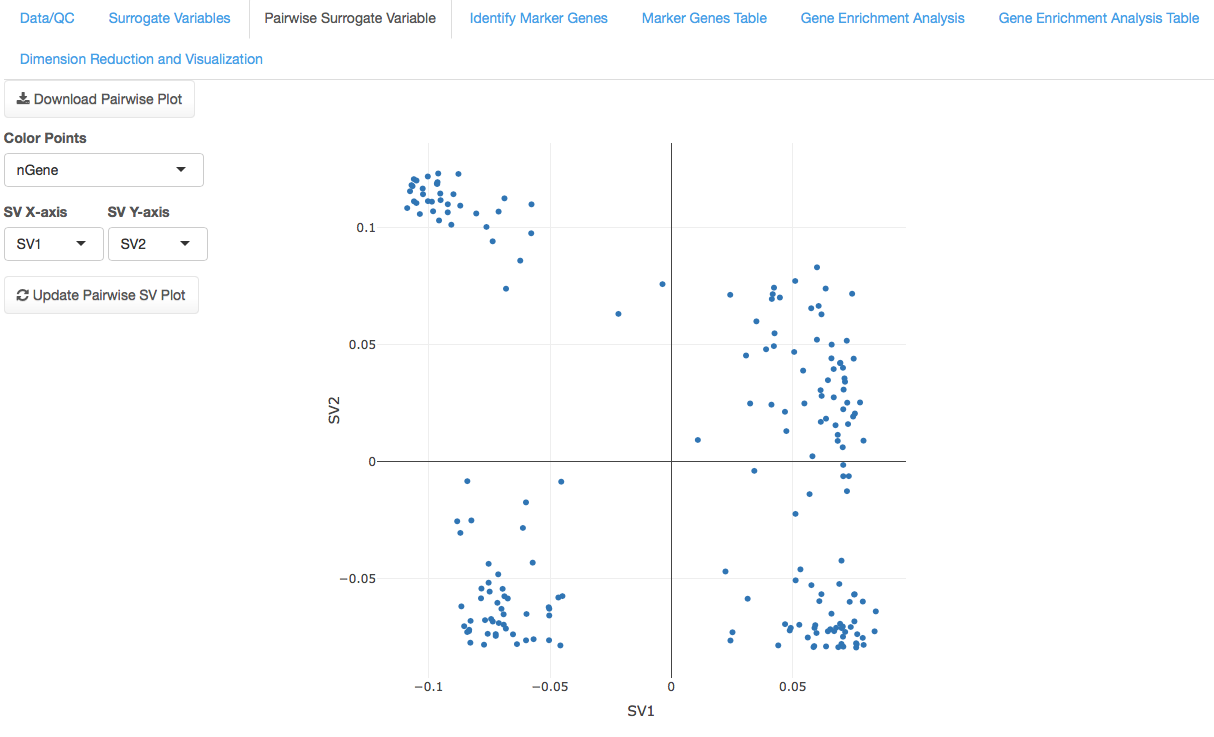 Data/QC Surrogate Variables Pairwise Surrogate Variable Identify Marker Genes Marker Genes Table Gene Enrichment Analysis Gene Enrichment Analysis Table
Dimension Reduction and Visualization
Download Pairwise Plot
Color Points
nGene
SV X-axis SV Y-axis
SV1 SV2
Update Pairwise SV Plot
0.1
0.05
0
−0.05
SV2
−0.1 −0.05 0 0.05
SV1